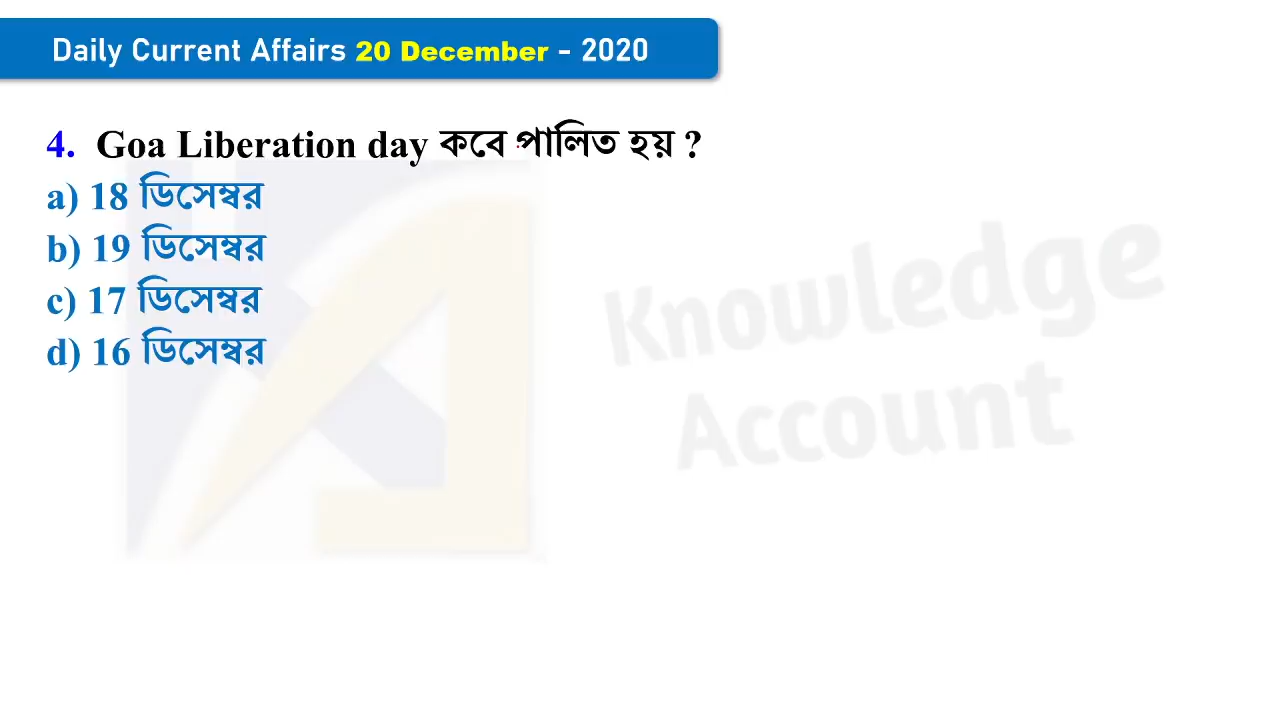 Daily Current Affairs 20 December - 2020
4. Goa Liberation day কবে পালিত হয় ?
a) 18 ডিসেম্বর
b) 19 ডিসেম্বর
c) 17 ডিসেম্বর
d) 16 ডিসেম্বর
Knowledge
Account